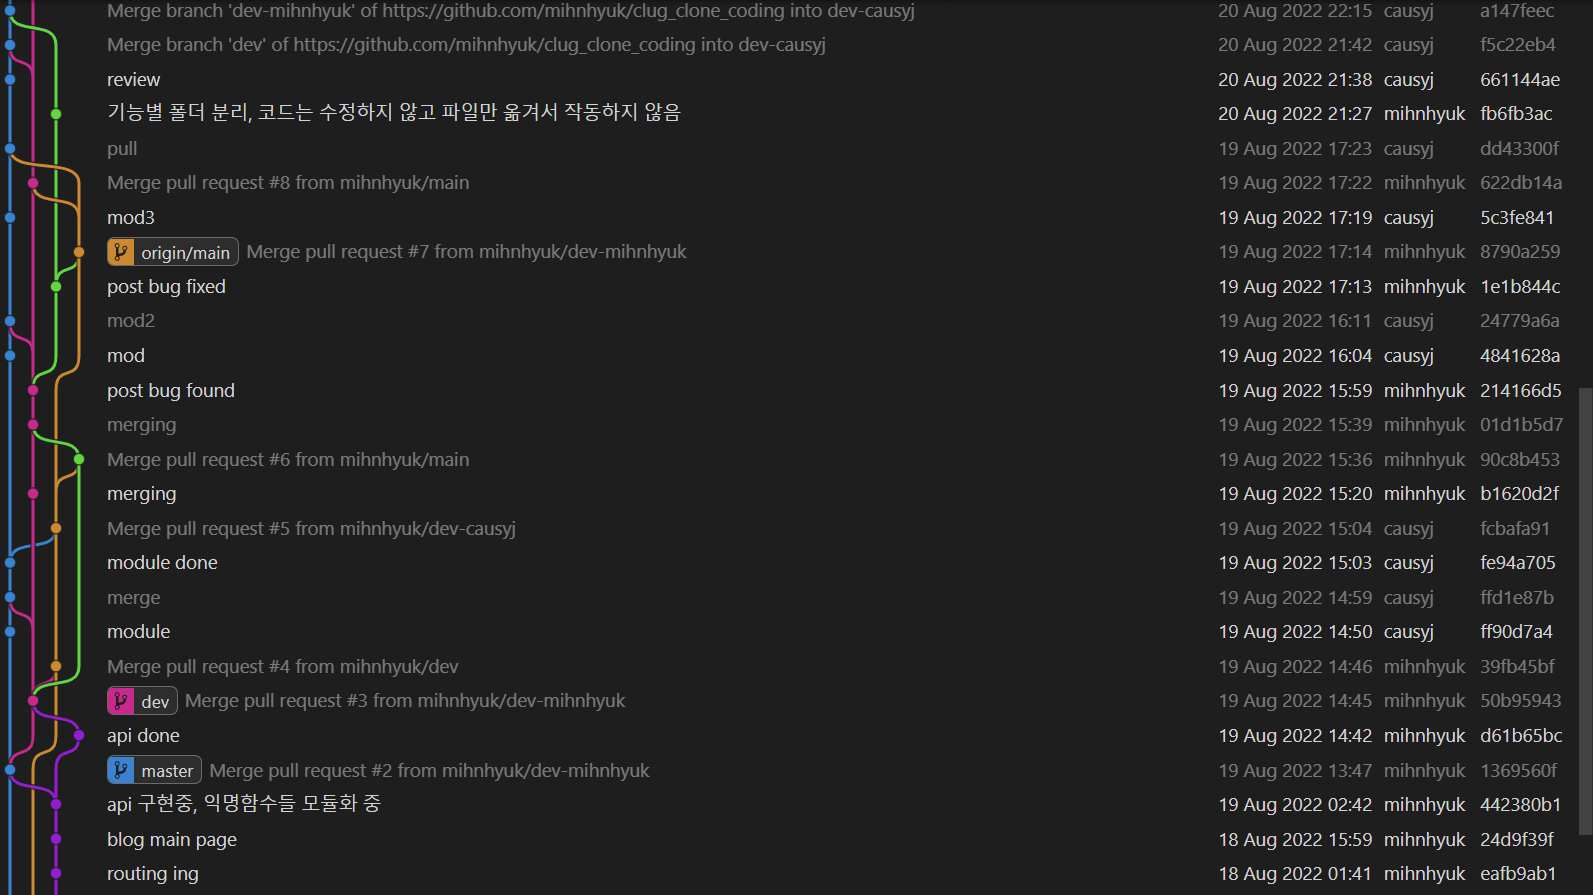 Merge branch 'dev-mihnhyuk' of https://github.com/mihnhyuk/clug_clone_coding into dev-causyj 20 Aug 2022 22:15 causyj a147feec
Merge branch 'dev' of https://github.com/mihnhyuk/clug_clone_coding into dev-causyj 20 Aug 2022 21:42 causyj f5c22eb4
review 20 Aug 2022 21:38 causyj 661144ae
기능별 폴더 분리, 코드는 수정하지 않고 파일만 옮겨서 작동하지 않음 20 Aug 2022 21:27 mihnhyuk fb6fb3ac
pull 19 Aug 2022 17:23 causyj dd43300f
Merge pull request #8 from mihnhyuk/main 19 Aug 2022 17:22 mihnhyuk 622db14a
mod3 19 Aug 2022 17:19 causyj 5c3fe841
origin/main Merge pull request #7 from mihnhyuk/dev-mihnhyuk 19 Aug 2022 17:14 mihnhyuk 8790a259
post bug fixed 19 Aug 2022 17:13 mihnhyuk 1e1b844c
mod2 19 Aug 2022 16:11 causyj 24779a6a
mod 19 Aug 2022 16:04 causyj 4841628a
post bug found 19 Aug 2022 15:59 mihnhyuk 214166d5
merging 19 Aug 2022 15:39 mihnhyuk 01d1b5d7
Merge pull request #6 from mihnhyuk/main 19 Aug 2022 15:36 mihnhyuk 90c8b453
merging 19 Aug 2022 15:20 mihnhyuk b1620d2f
Merge pull request #5 from mihnhyuk/dev-causyj 19 Aug 2022 15:04 causyj fcbafa91
module done 19 Aug 2022 15:03 causyj fe94a705
merge 19 Aug 2022 14:59 causyj ffd1e87b
module 19 Aug 2022 14:50 causyj ff90d7a4
Merge pull request #4 from mihnhyuk/dev 19 Aug 2022 14:46 mihnhyuk 39fb45bf
dev Merge pull request #3 from mihnhyuk/dev-mihnhyuk 19 Aug 2022 14:45 mihnhyuk 50b95943
api done 19 Aug 2022 14:42 mihnhyuk d61b65bc
master Merge pull request #2 from mihnhyuk/dev-mihnhyuk 19 Aug 2022 13:47 mihnhyuk 1369560f
api 구현중, 익명함수들 모듈화 중 19 Aug 2022 02:42 mihnhyuk 442380b1
blog main page 18 Aug 2022 15:59 mihnhyuk 24d9f39f
routing ing 18 Aug 2022 01:41 mihnhyuk eafb9ab1